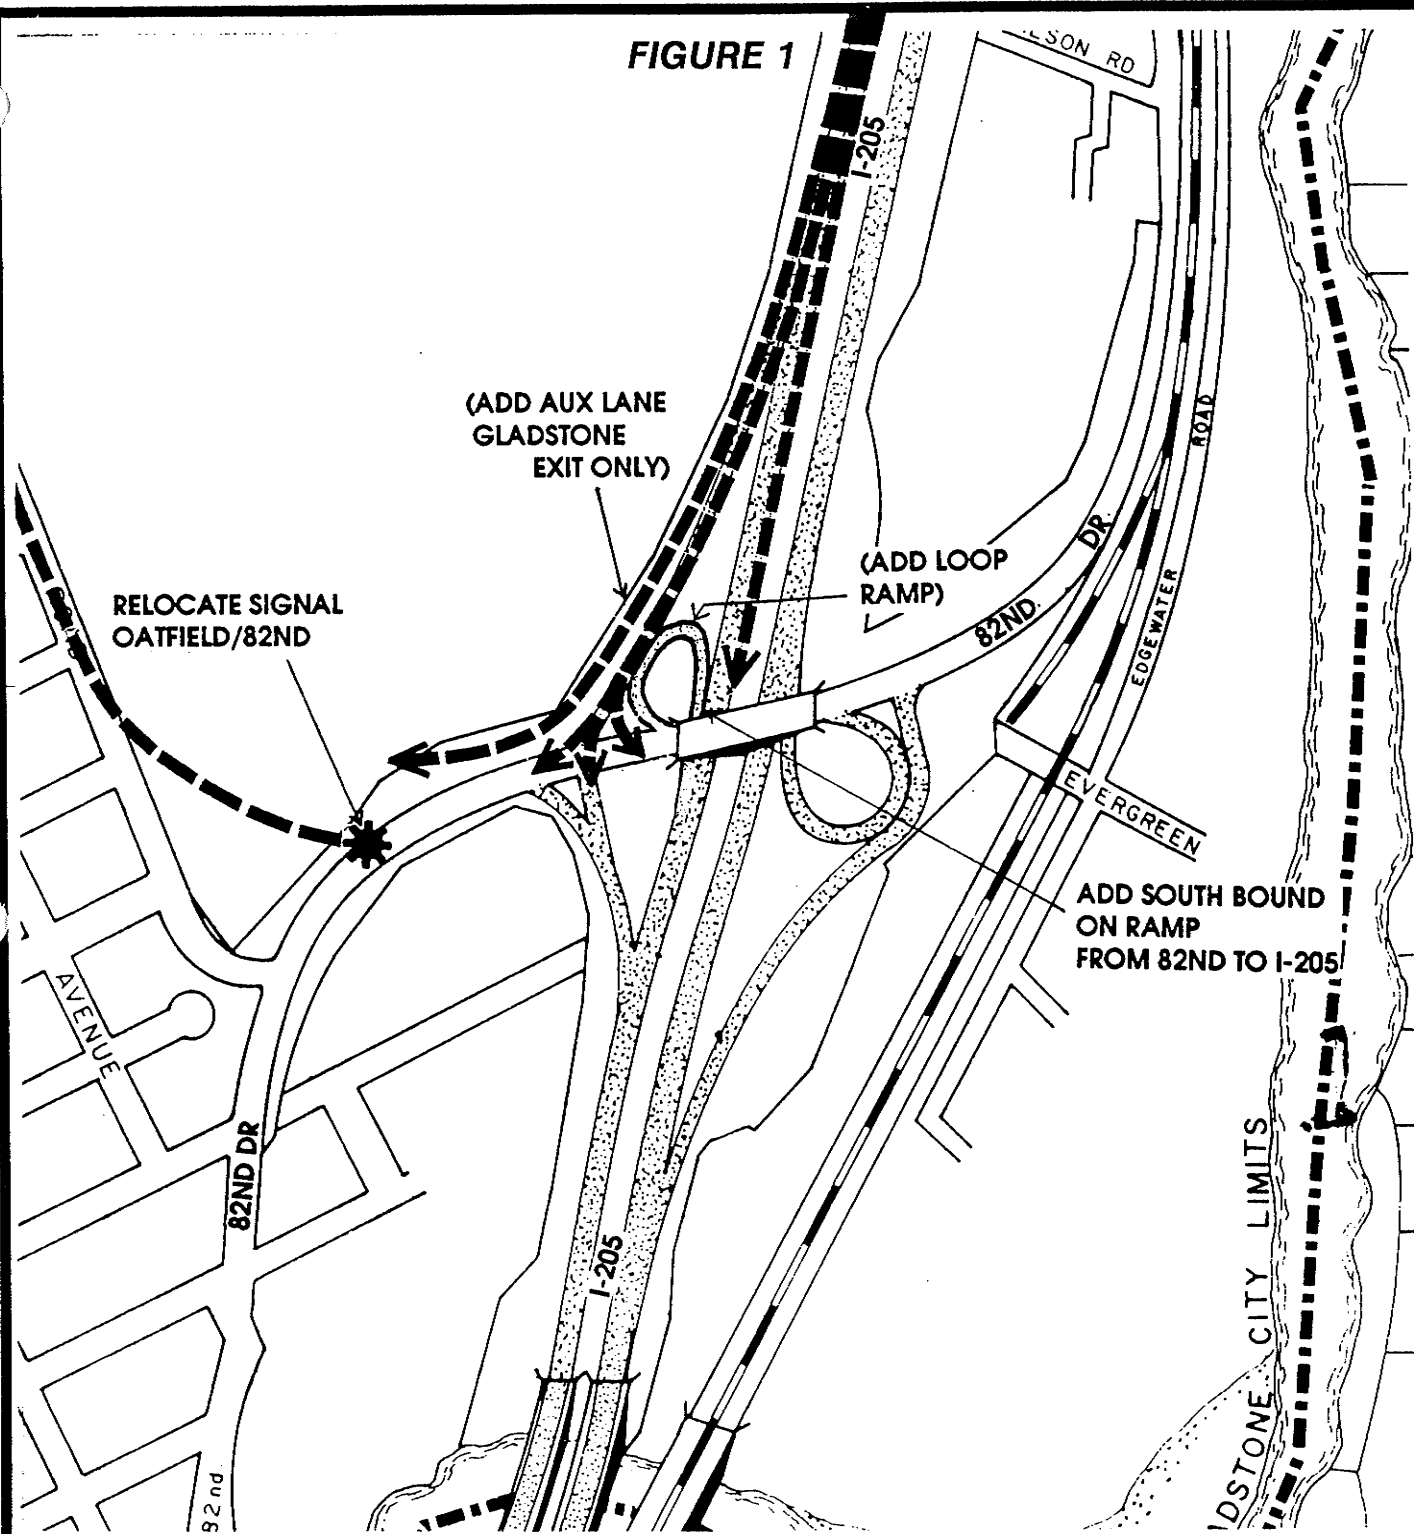 FIGURE 1
RD
I-205
(ADD AUX LANE
GLADSTONE
EXIT ONLY)
ROAD
DR
(ADD LOOP
RAMP)
RELOCATE SIGNAL
OATFIELD/82ND
82ND
EDGEWATER
EVERGREEN
ADD SOUTH BOUND
ON RAMP
FROM 82ND TO I-205
AVENUE
82ND DR
I-205
CITY LIMITS
82nd